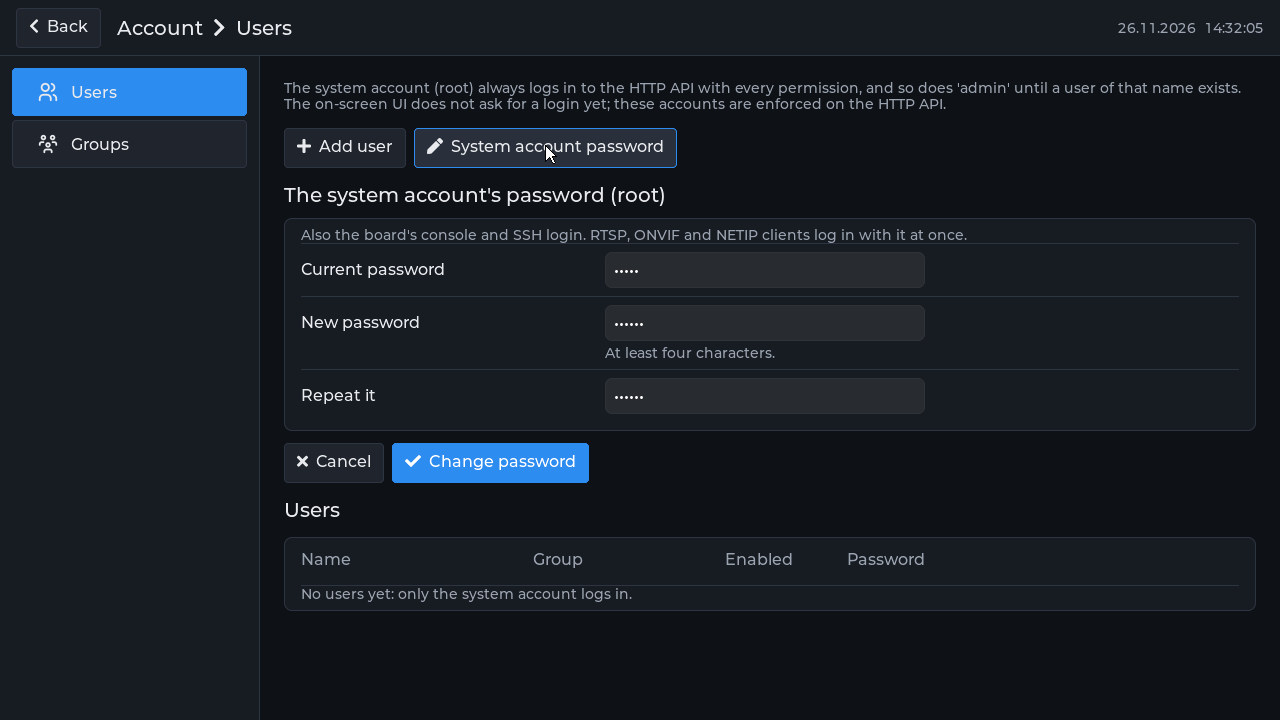 Back
Account > Users
26.11.2026 14:32:05
Users
Groups
The system account (root) always logs in to the HTTP API with every permission, and so does 'admin' until a user of that name exists.
The on-screen UI does not ask for a login yet; these accounts are enforced on the HTTP API.
Add user
System account password
The system account's password (root)
Also the board's console and SSH login. RTSP, ONVIF and NETIP clients log in with it at once.
Current password
•••••
New password
••••••
At least four characters.
Repeat it
••••••
Cancel
Change password
Users
Name Group Enabled Password
No users yet: only the system account logs in.